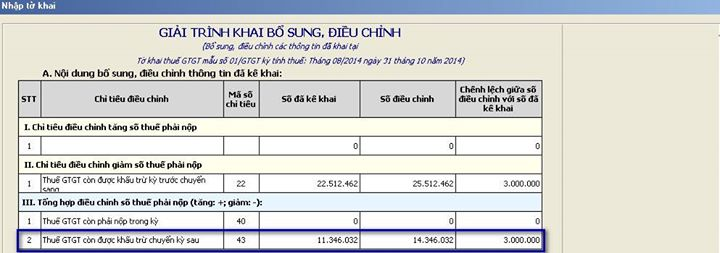 Nhập tờ khai
GIẢI TRÌNH KHAI BỔ SUNG, ĐIỀU CHỈNH
(Bổ sung, điều chỉnh các thông tin đã khai tại
Tờ khai thuế GTGT mẫu số 01/GTGT kỳ tính thuế: Tháng 08/2014 ngày 31 tháng 10 năm 2014)
A. Nội dung bổ sung, điều chỉnh thông tin đã kê khai:
STT Chỉ tiêu điều chỉnh Mã số chỉ tiêu Số đã kê khai Số điều chỉnh Chênh lệch giữa số điều chỉnh với số đã kê khai
I. Chỉ tiêu điều chỉnh tăng số thuế phải nộp
1 0 0 0
II. Chỉ tiêu điều chỉnh giảm số thuế phải nộp
1 Thuế GTGT còn được khấu trừ kỳ trước chuyển sang 22 22.512.462 25.512.462 3.000.000
III. Tổng hợp điều chỉnh số thuế phải nộp (tăng: +; giảm: -):
1 Thuế GTGT còn phải nộp trong kỳ 40 0 0 0
2 Thuế GTGT còn được khấu trừ chuyển kỳ sau 43 11.346.032 14.346.032 3.000.000